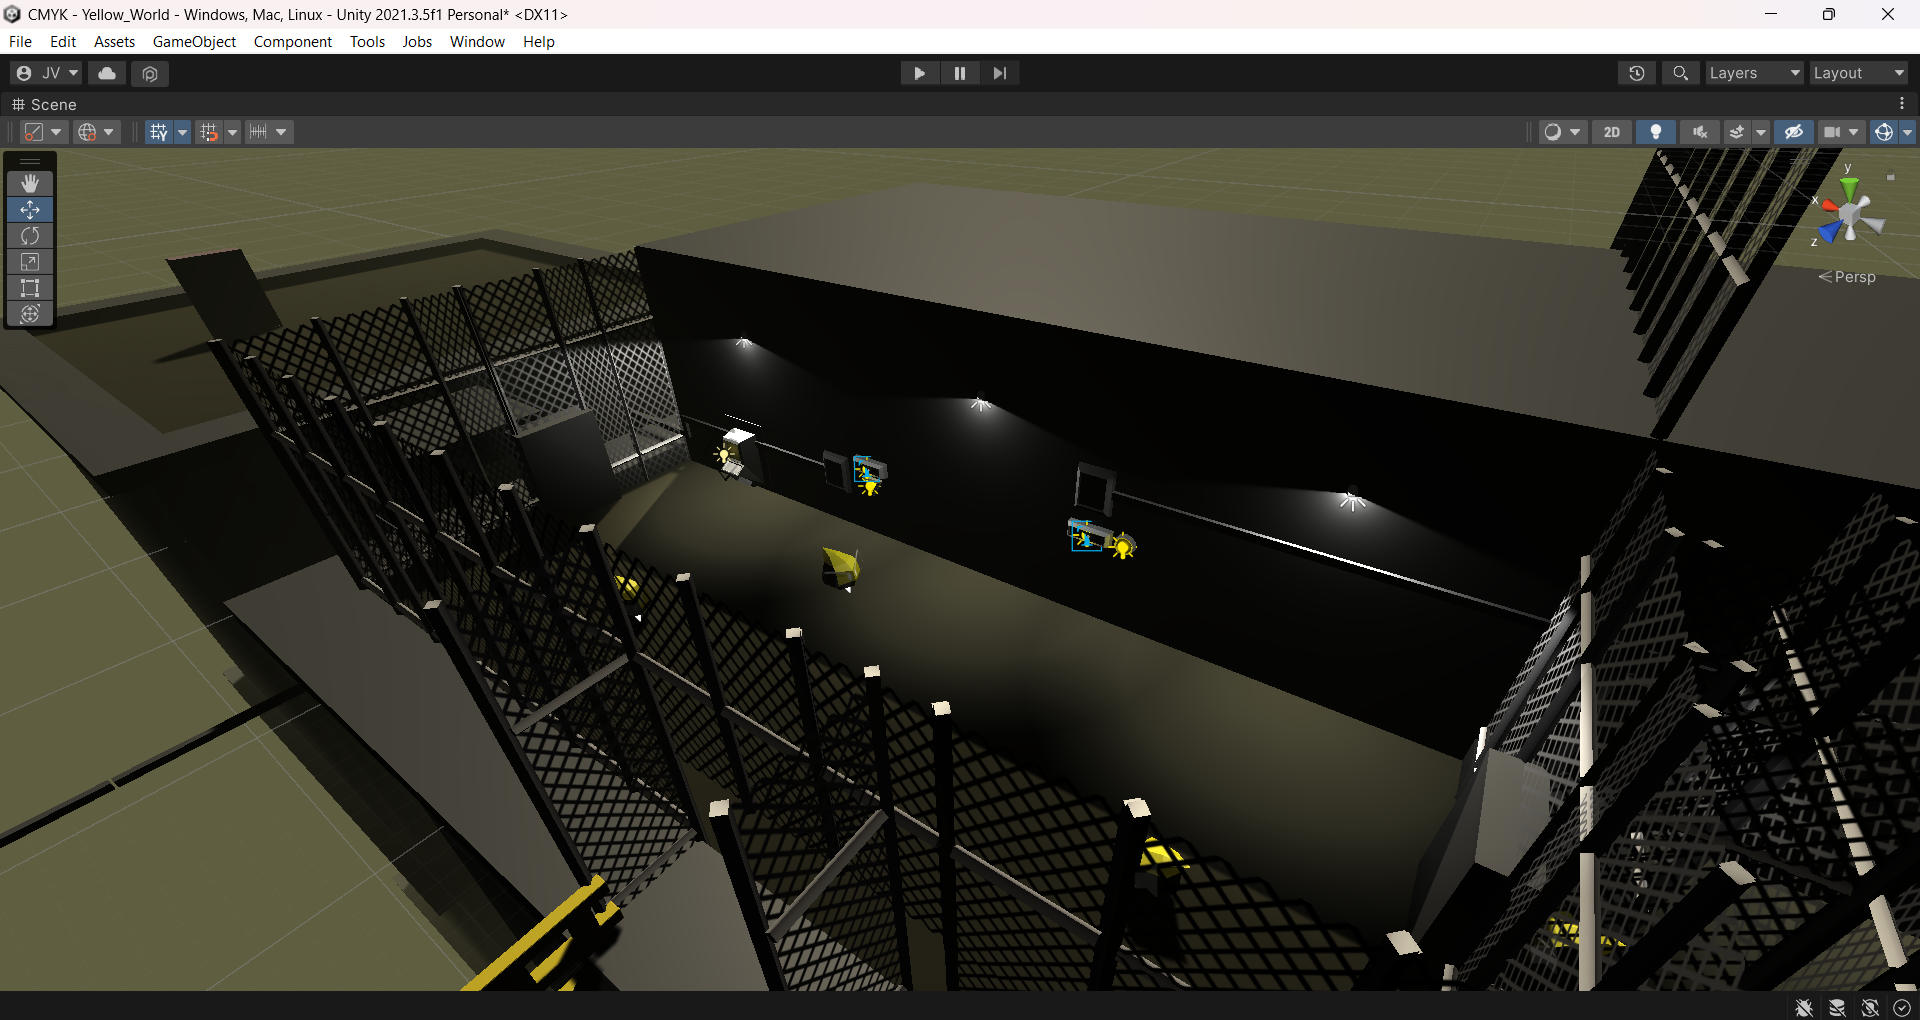 CMYK - Yellow_World - Windows, Mac, Linux - Unity 2021.3.5f1 Personal* <DX11>
File Edit Assets GameObject Component Tools Jobs Window Help
JV Layers Layout
Scene
2D
y
x
z
Persp